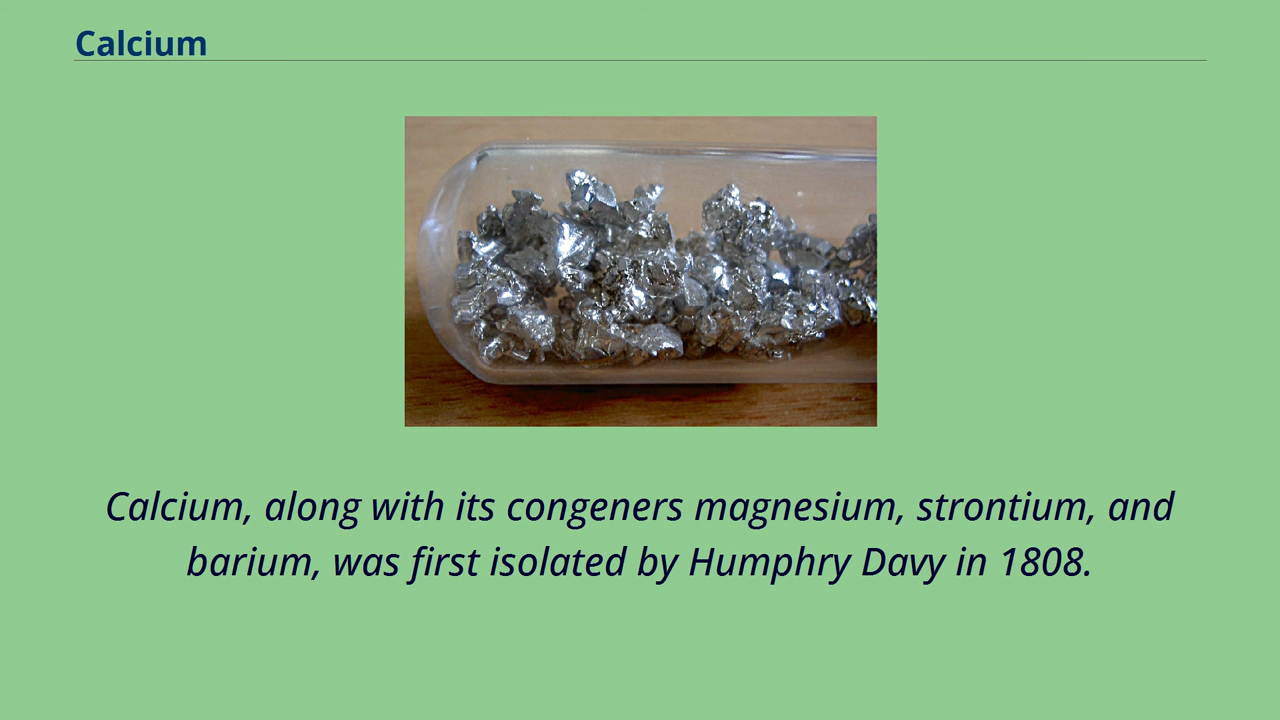 Calcium
Calcium, along with its congeners magnesium, strontium, and
barium, was first isolated by Humphry Davy in 1808.